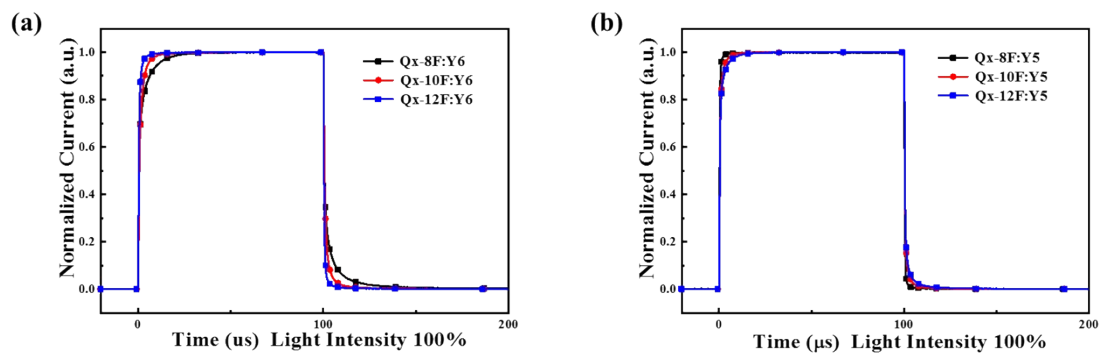 (a)
Normalized Current (a.u.)
1.0
0.8
0.6
0.4
0.2
0.0
Qx-8F:Y6
Qx-10F:Y6
Qx-12F:Y6
0
100
200
Time (us) Light Intensity 100%
(b)
Normalized Current (a.u.)
1.0
0.8
0.6
0.4
0.2
0.0
Qx-8F:Y5
Qx-10F:Y5
Qx-12F:Y5
0
100
200
Time (μs) Light Intensity 100%